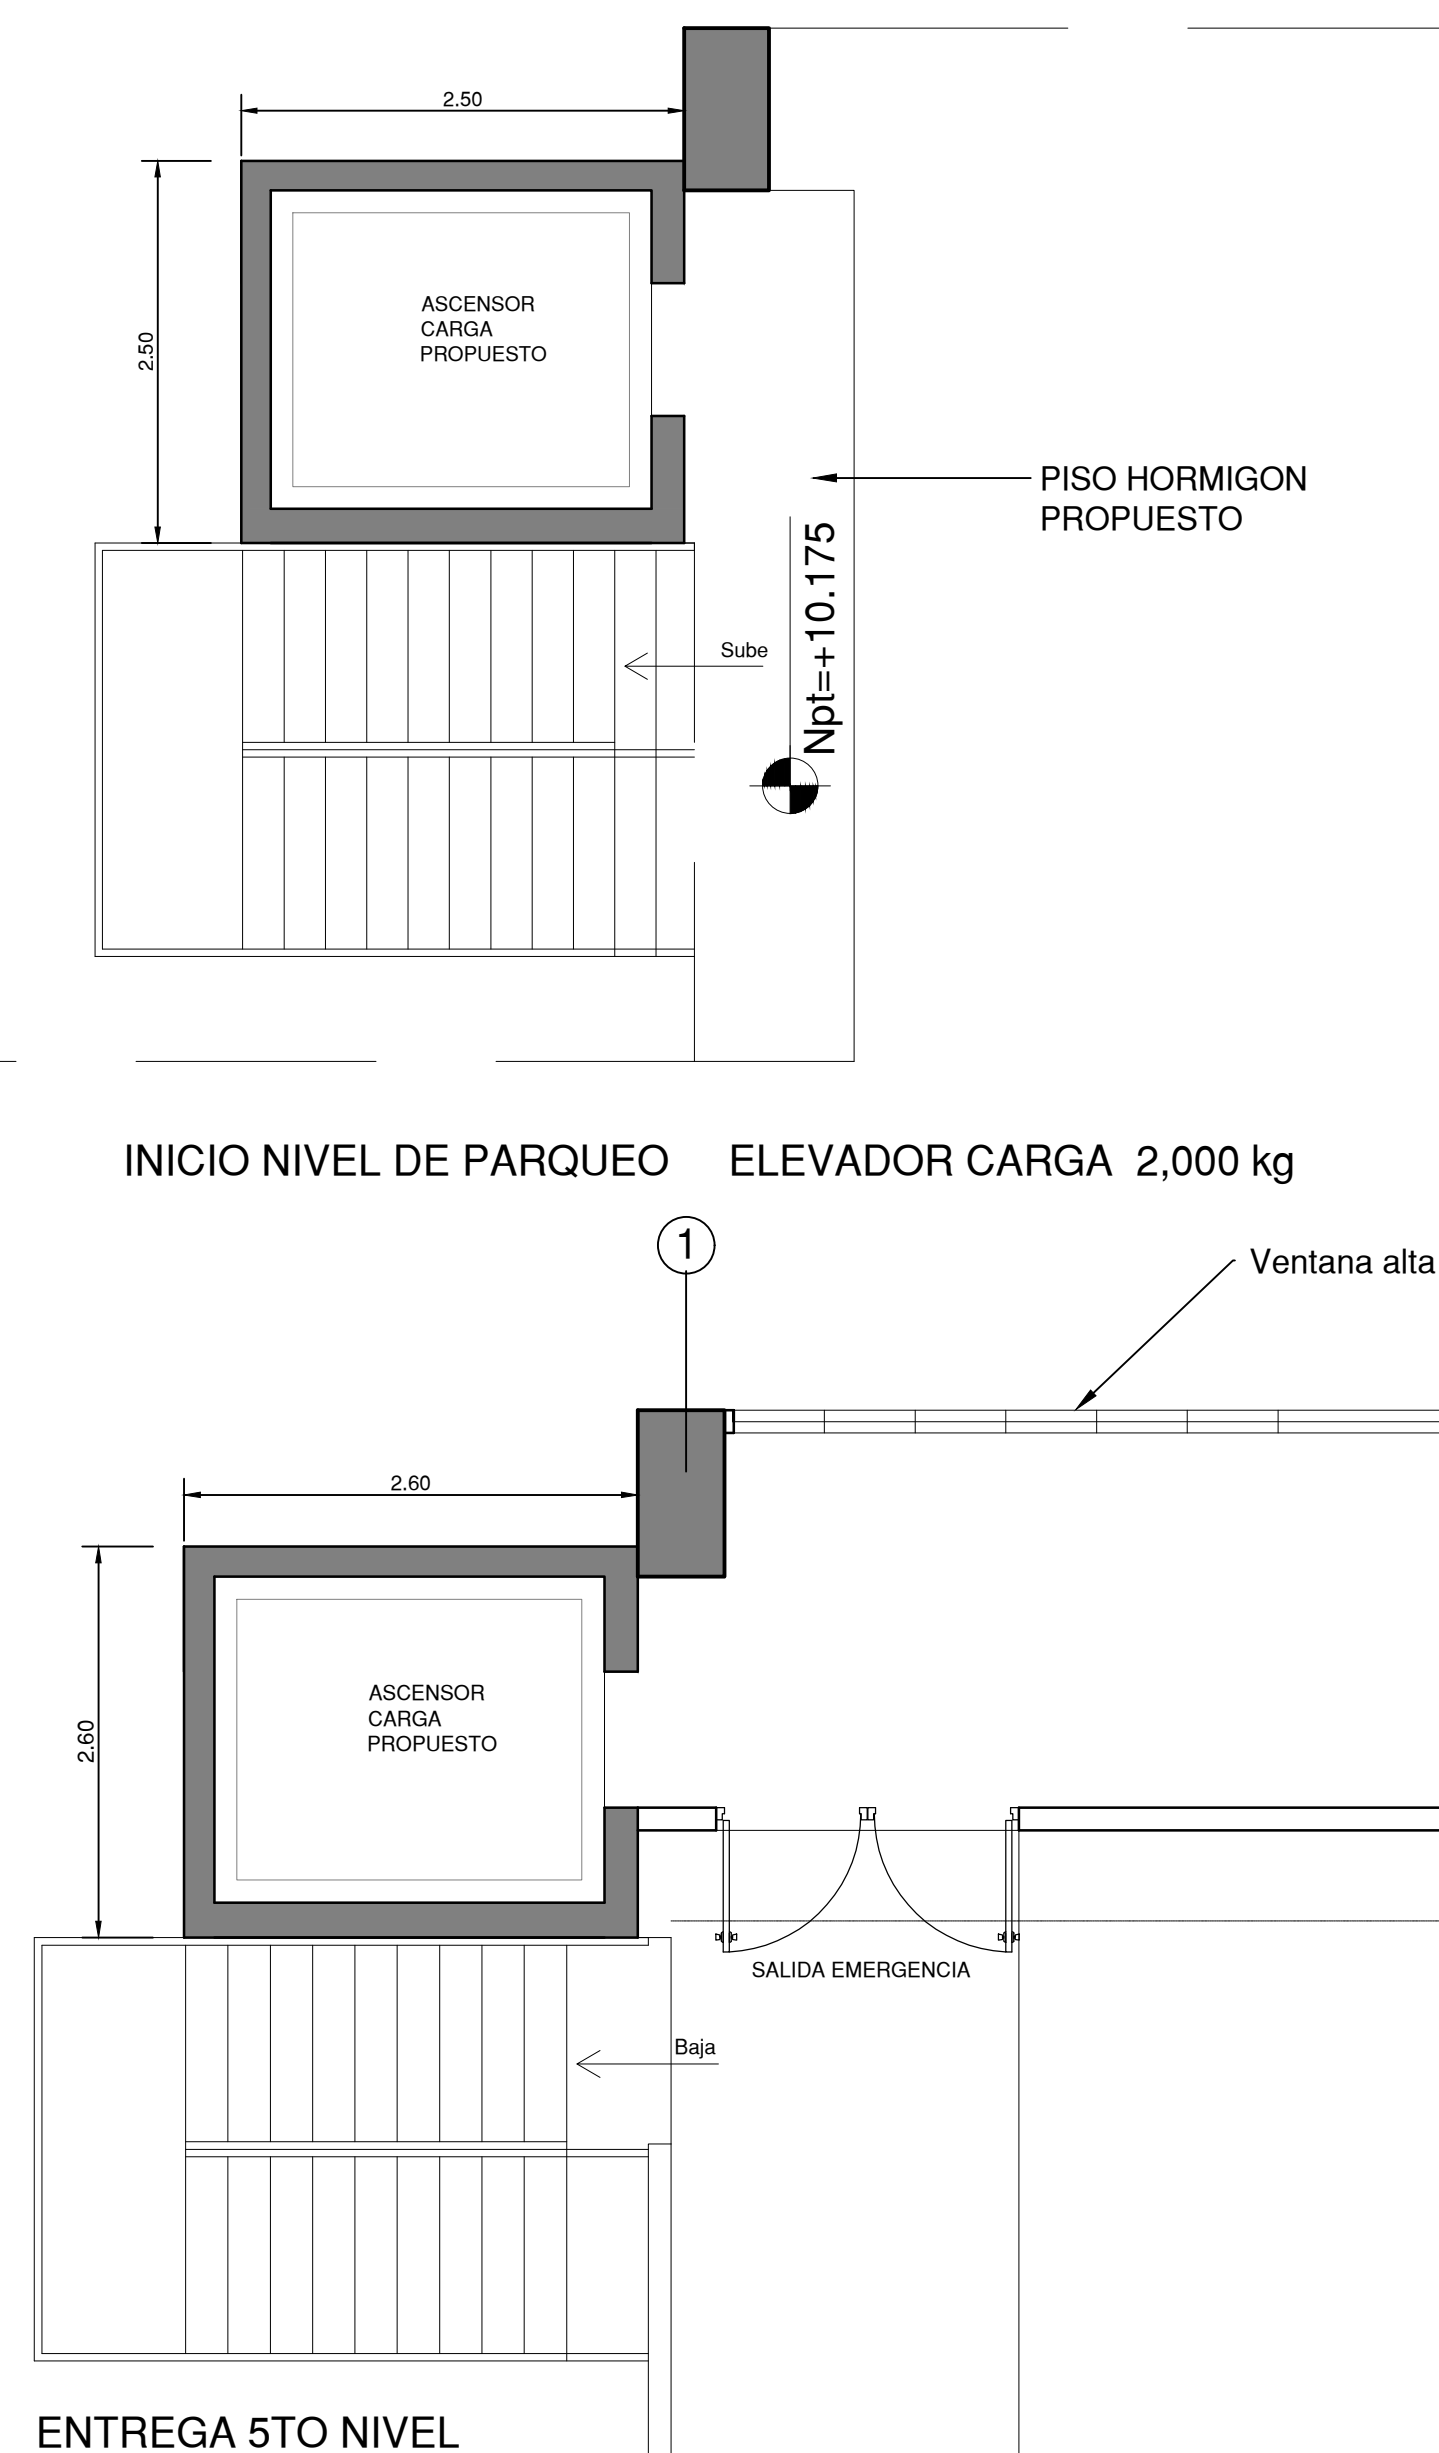 2.50
2.50
ASCENSOR
CARGA
PROPUESTO
PISO HORMIGON
PROPUESTO
Npt=+10.175
Sube
INICIO NIVEL DE PARQUEO ELEVADOR CARGA 2,000 kg
1
Ventana alta
2.60
2.60
ASCENSOR
CARGA
PROPUESTO
SALIDA EMERGENCIA
Baja
ENTREGA 5TO NIVEL